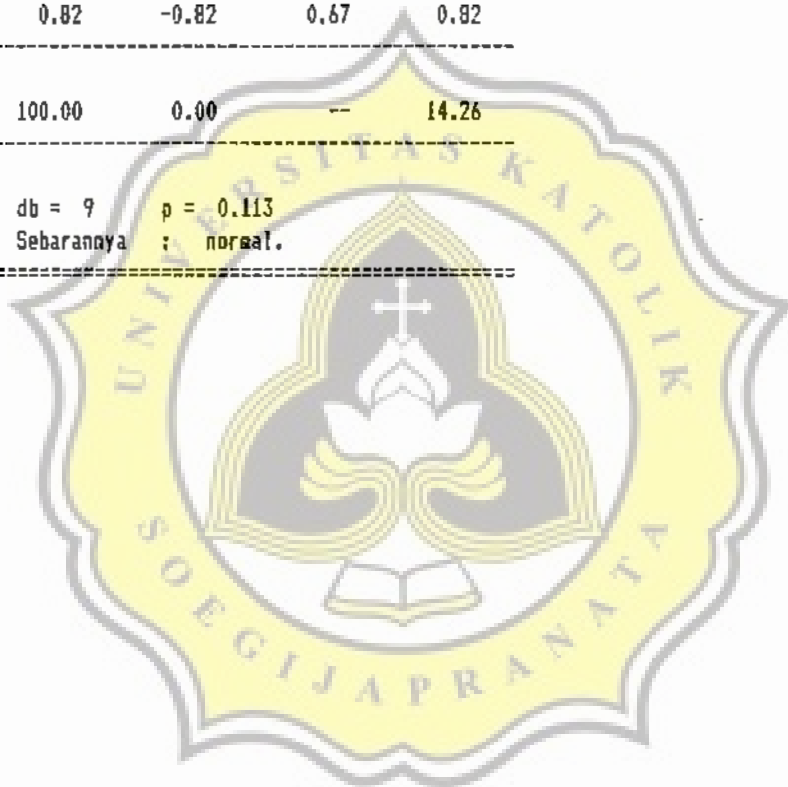 0.82 -0.82 0.67 0.82
100.00 0.00 -- 14.26
db = 9 p = 0.113
Sebarannya : normal.
UNIVERSITAS KATOLIK
SOEGIJAPRANATA